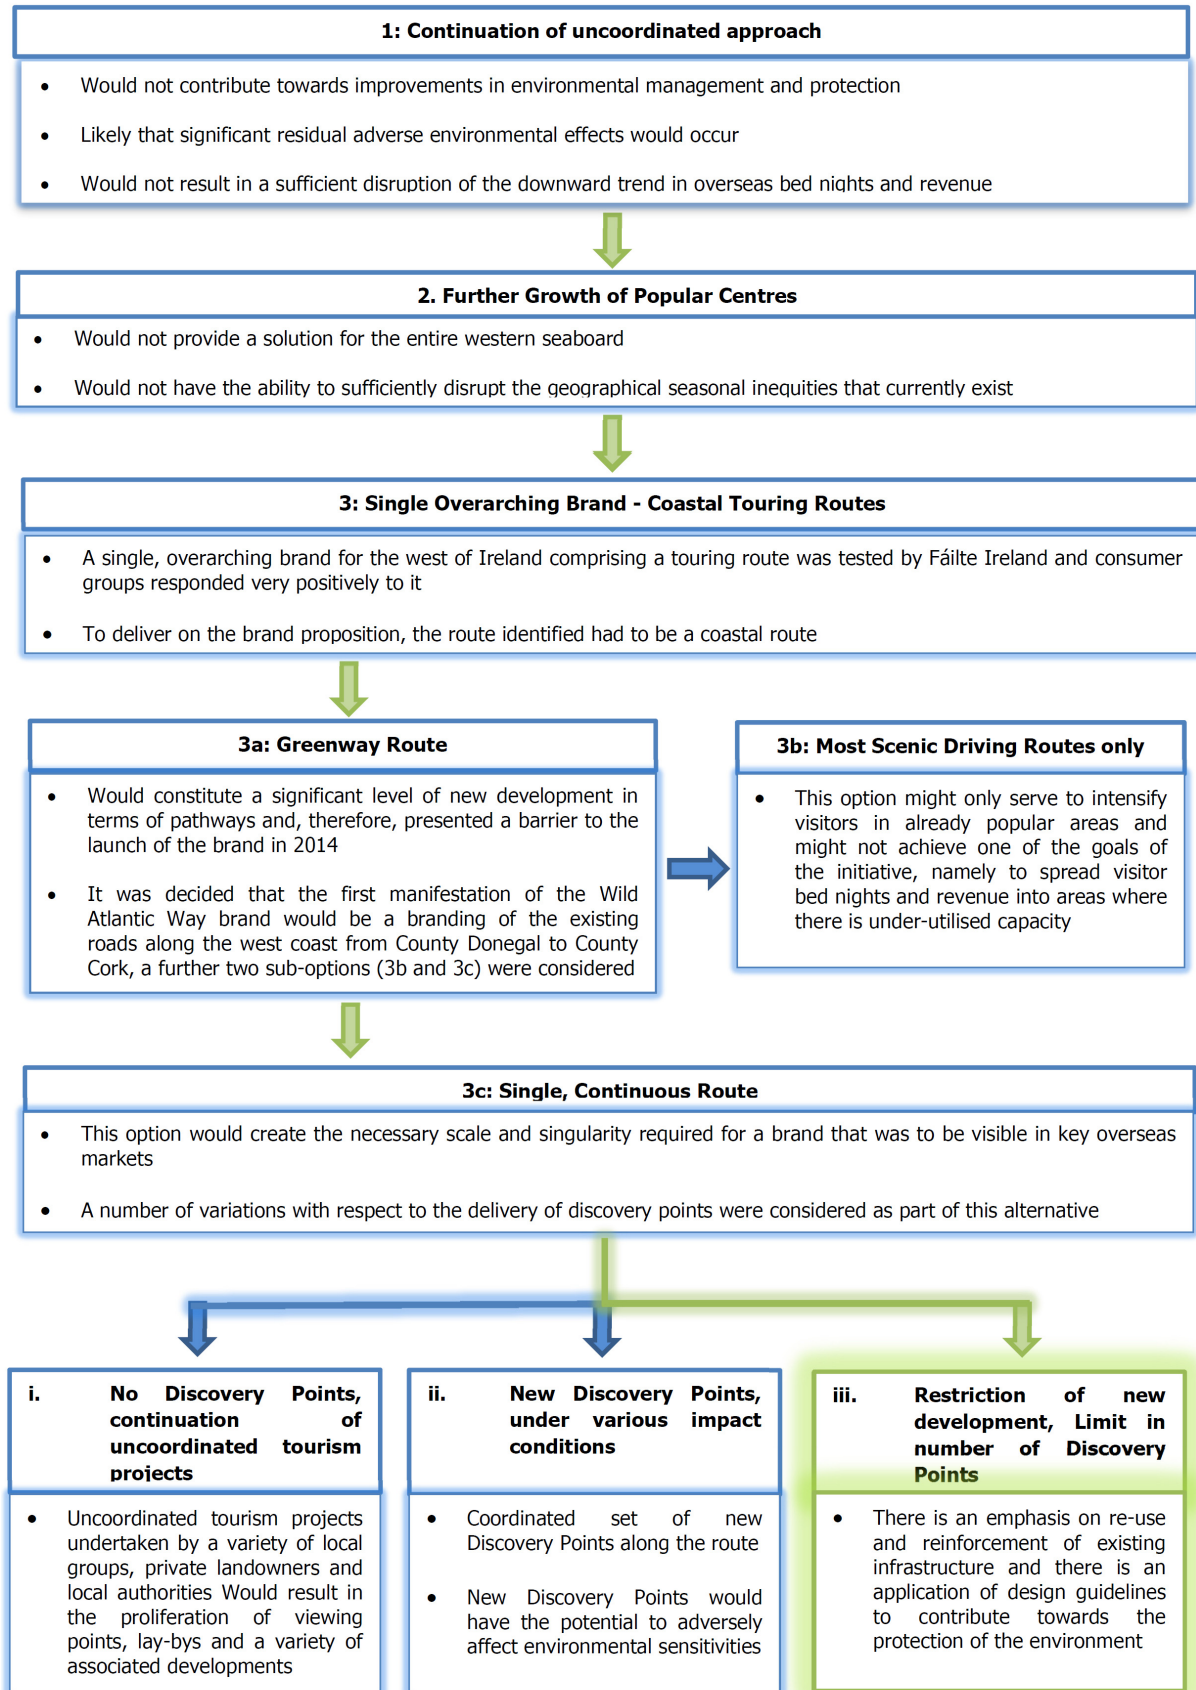 1: Continuation of uncoordinated approach
• Would not contribute towards improvements in environmental management and protection
• Likely that significant residual adverse environmental effects would occur
• Would not result in a sufficient disruption of the downward trend in overseas bed nights and revenue
2. Further Growth of Popular Centres
• Would not provide a solution for the entire western seaboard
• Would not have the ability to sufficiently disrupt the geographical seasonal inequities that currently exist
3: Single Overarching Brand - Coastal Touring Routes
• A single, overarching brand for the west of Ireland comprising a touring route was tested by Fáilte Ireland and consumer
groups responded very positively to it
• To deliver on the brand proposition, the route identified had to be a coastal route
3a: Greenway Route
• Would constitute a significant level of new development in
terms of pathways and, therefore, presented a barrier to the
launch of the brand in 2014
• It was decided that the first manifestation of the Wild
Atlantic Way brand would be a branding of the existing
roads along the west coast from County Donegal to County
Cork, a further two sub-options (3b and 3c) were considered
3b: Most Scenic Driving Routes only
• This option might only serve to intensify
visitors in already popular areas and
might not achieve one of the goals of
the initiative, namely to spread visitor
bed nights and revenue into areas where
there is under-utilised capacity
3c: Single, Continuous Route
• This option would create the necessary scale and singularity required for a brand that was to be visible in key overseas
markets
• A number of variations with respect to the delivery of discovery points were considered as part of this alternative
i. No Discovery Points,
continuation of
uncoordinated tourism
projects
• Uncoordinated tourism projects
undertaken by a variety of local
groups, private landowners and
local authorities Would result in
the proliferation of viewing
points, lay-bys and a variety of
associated developments
ii. New Discovery Points,
under various impact
conditions
• Coordinated set of new
Discovery Points along the route
• New Discovery Points would
have the potential to adversely
affect environmental sensitivities
iii. Restriction of new
development, Limit in
number of Discovery
Points
• There is an emphasis on re-use
and reinforcement of existing
infrastructure and there is an
application of design guidelines
to contribute towards the
protection of the environment